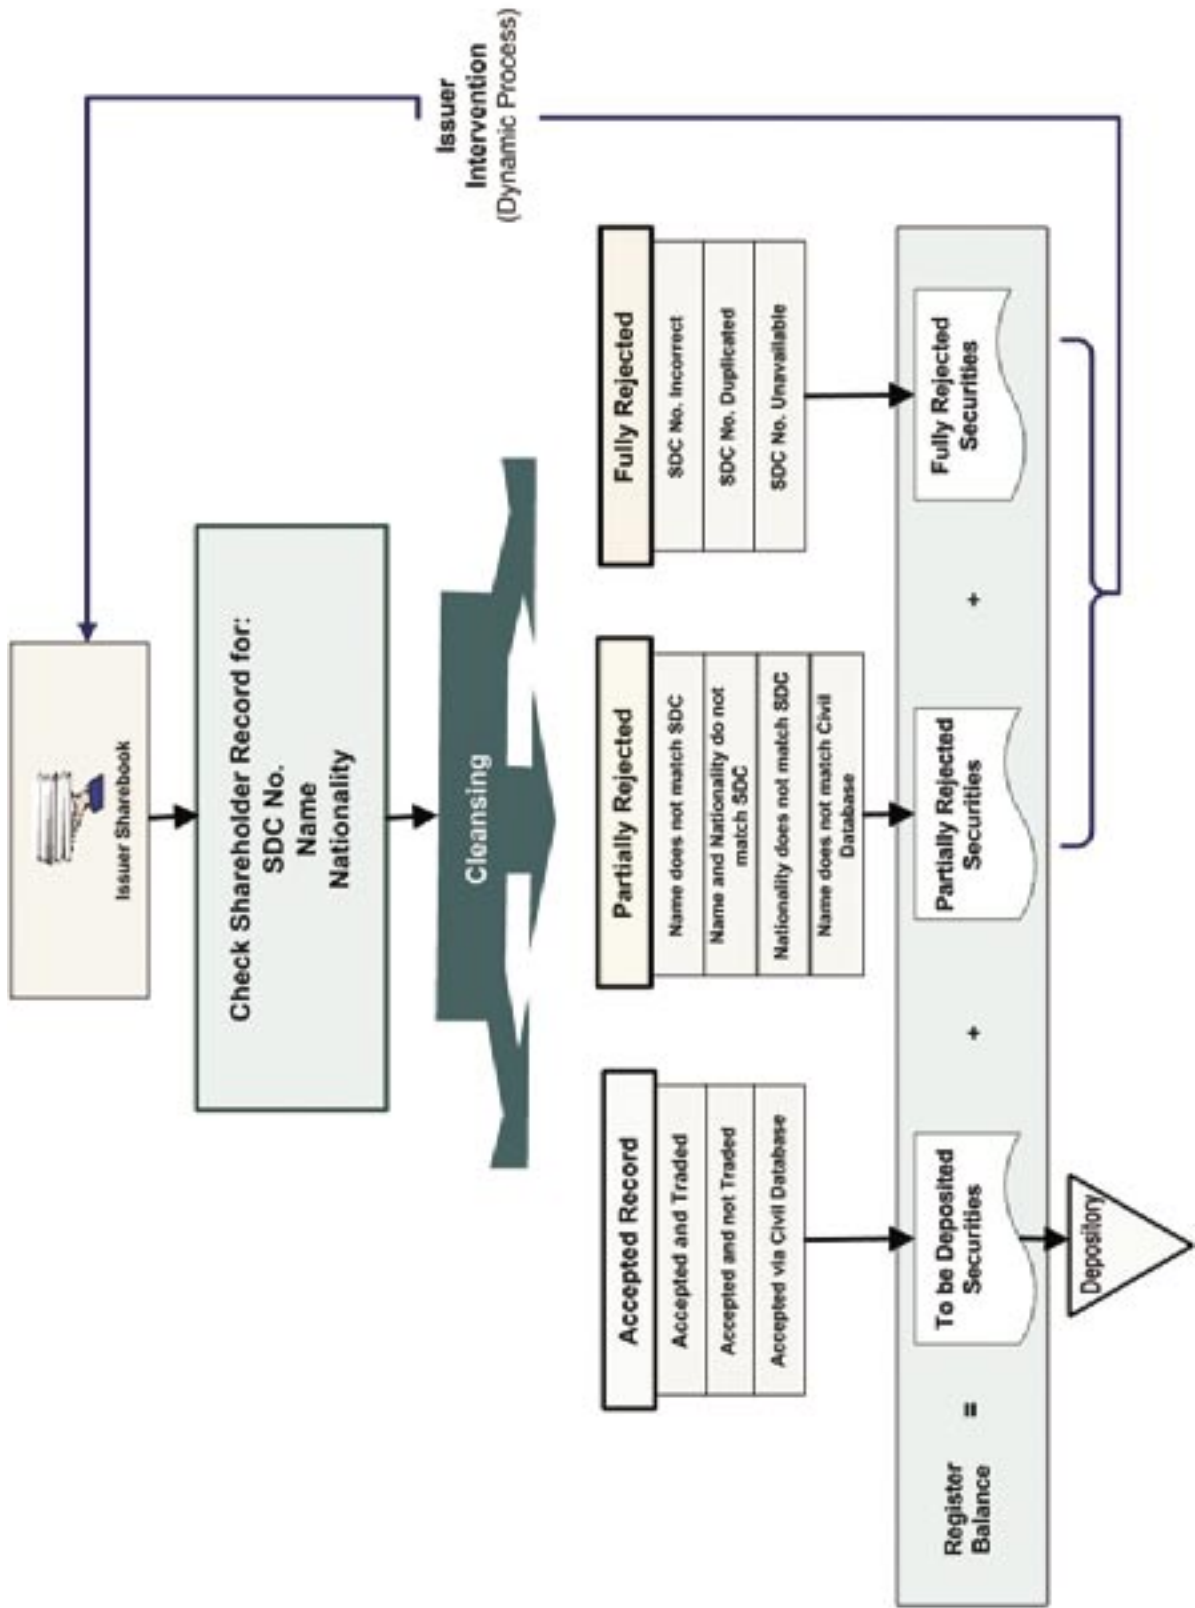 Issuer Sharebook
Check Shareholder Record for:
SDC No.
Name
Nationality
Cleansing
Issuer
Intervention
(Dynamic Process)
Accepted Record
Accepted and Traded
Accepted and not Traded
Accepted via Civil Database
Partially Rejected
Name does not match SDC
Name and Nationality do not
match SDC
Nationality does not match SDC
Name does not match Civil
Database
Fully Rejected
SDC No. Incorrect
SDC No. Duplicated
SDC No. Unavailable
Register
Balance
=
To be Deposited
Securities
+
Partially Rejected
Securities
+
Fully Rejected
Securities
Depository